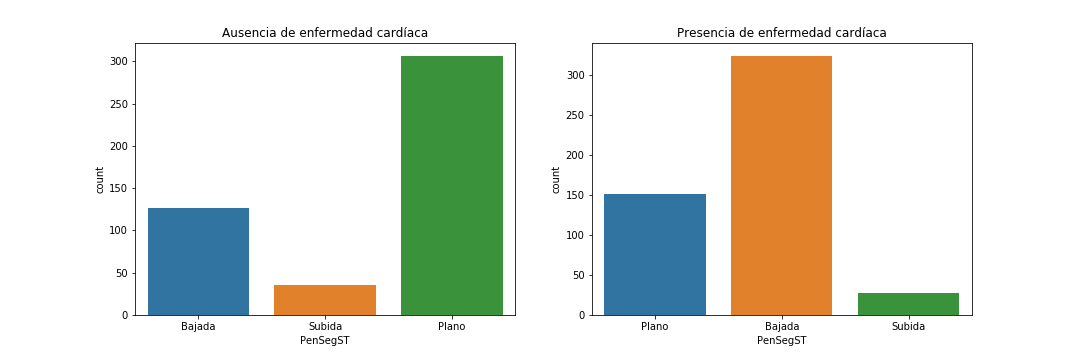 Ausencia de enfermedad cardíaca
300
250
200
150
100
50
0
count
Bajada Subida Plano
PenSegST
Presencia de enfermedad cardíaca
300
250
200
150
100
50
0
count
Plano Bajada Subida
PenSegST